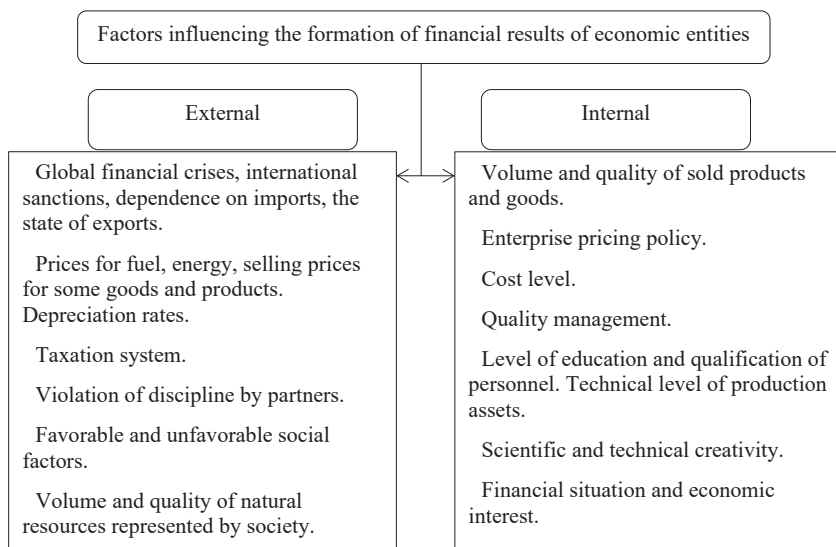 Factors influencing the formation of financial results of economic entities
External
Global financial crises, international
sanctions, dependence on imports, the
state of exports.
Prices for fuel, energy, selling prices
for some goods and products.
Depreciation rates.
Taxation system.
Violation of discipline by partners.
Favorable and unfavorable social
factors.
Volume and quality of natural
resources represented by society.
Internal
Volume and quality of sold products
and goods.
Enterprise pricing policy.
Cost level.
Quality management.
Level of education and qualification of
personnel. Technical level of production
assets.
Scientific and technical creativity.
Financial situation and economic
interest.